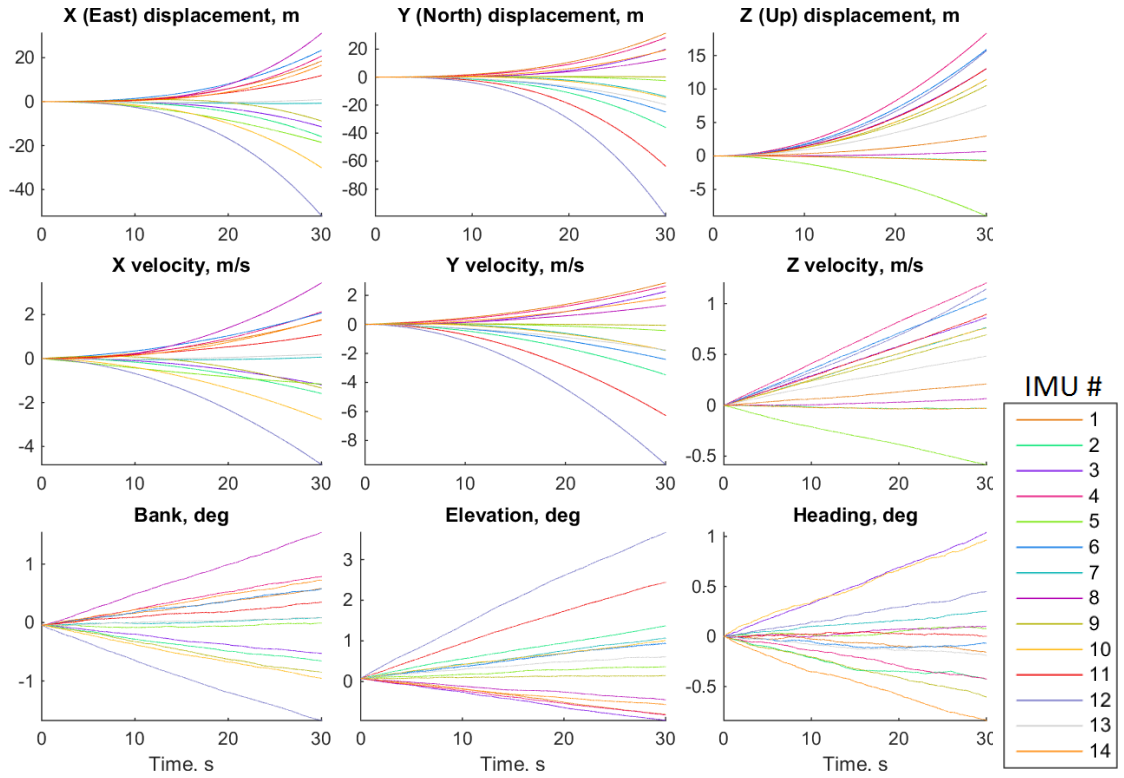 X (East) displacement, m
Y (North) displacement, m
Z (Up) displacement, m
20
0
-20
-40
0 10 20 30
20
0
-20
-40
-60
-80
0 10 20 30
15
10
5
0
-5
0 10 20 30
X velocity, m/s
Y velocity, m/s
Z velocity, m/s
2
0
-2
-4
0 10 20 30
2
0
-2
-4
-6
-8
0 10 20 30
1
0.5
0
-0.5
0 10 20 30
Bank, deg
Elevation, deg
Heading, deg
1
0
-1
0 10 20 30
Time, s
3
2
1
0
0 10 20 30
Time, s
1
0.5
0
-0.5
0 10 20 30
Time, s
IMU #
1
2
3
4
5
6
7
8
9
10
11
12
13
14